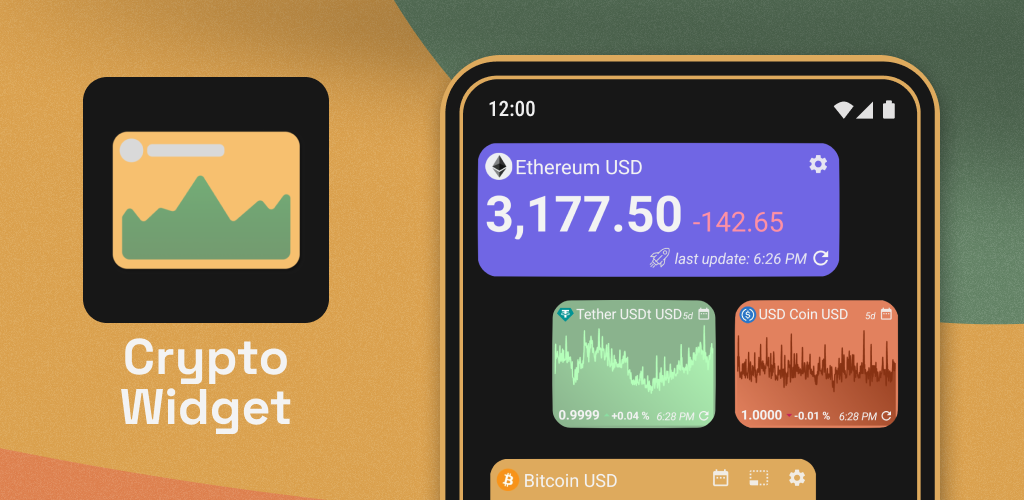 Crypto
Widget
12:00
Ethereum USD
3,177.50 -142.65
last update: 6:26 PM
Tether USDt USD 5d
0.9999 +0.04 % 6:28 PM
USD Coin USD 5d
1.0000 -0.01 % 6:28 PM
Bitcoin USD